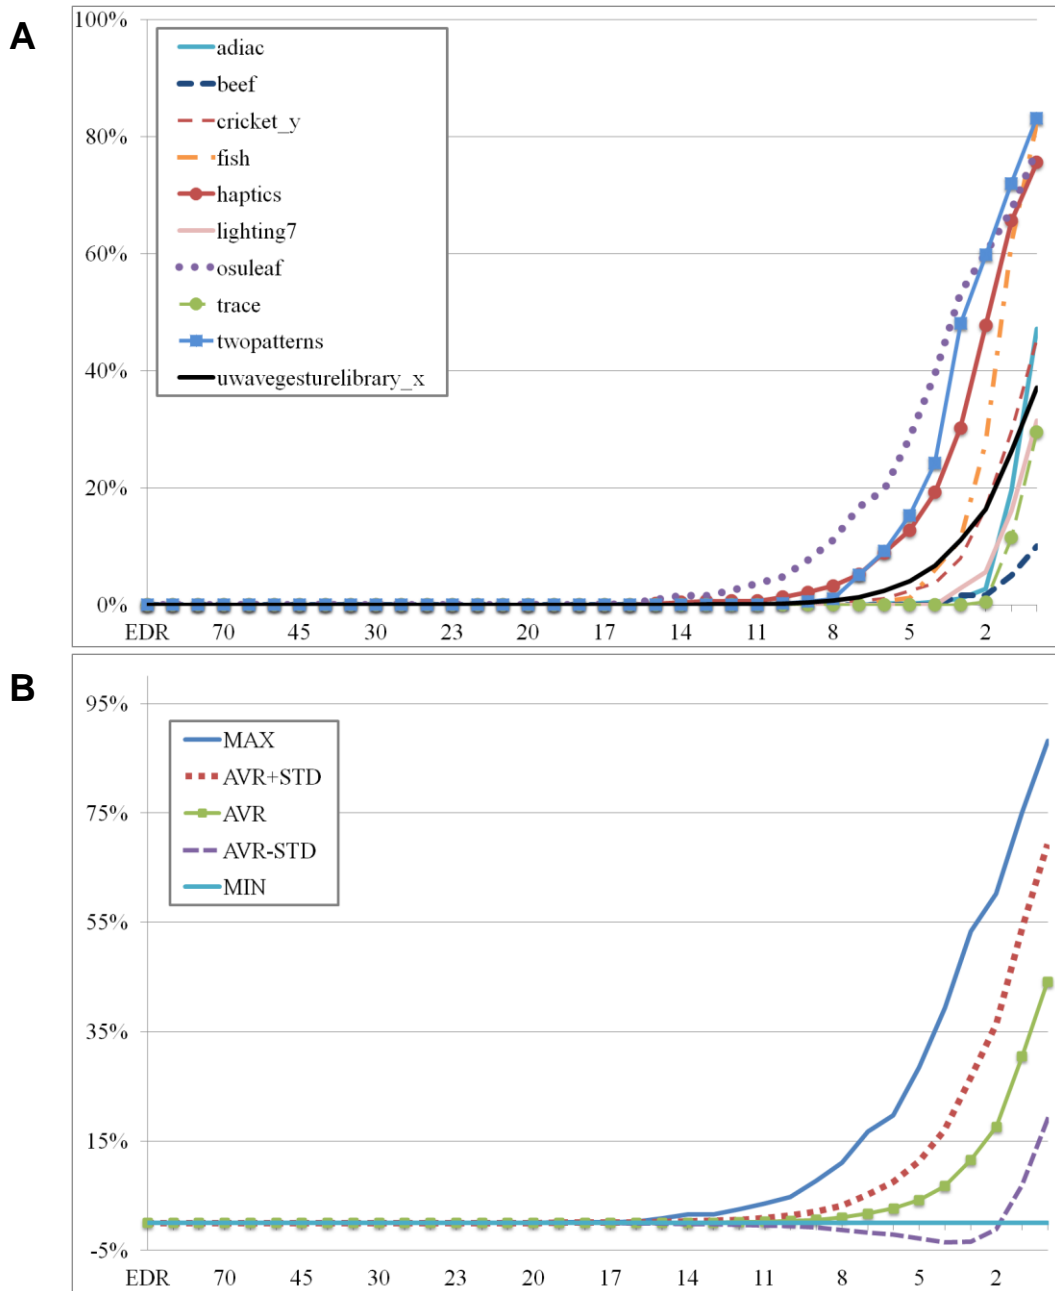 A
100%
80%
60%
40%
20%
0%
adiac
beef
cricket_y
fish
haptics
lighting7
osuleaf
trace
twopatterns
uwavegesturelibrary_x
EDR 70 45 30 23 20 17 14 11 8 5 2
B
95%
75%
55%
35%
15%
-5%
MAX
AVR+STD
AVR
AVR-STD
MIN
EDR 70 45 30 23 20 17 14 11 8 5 2